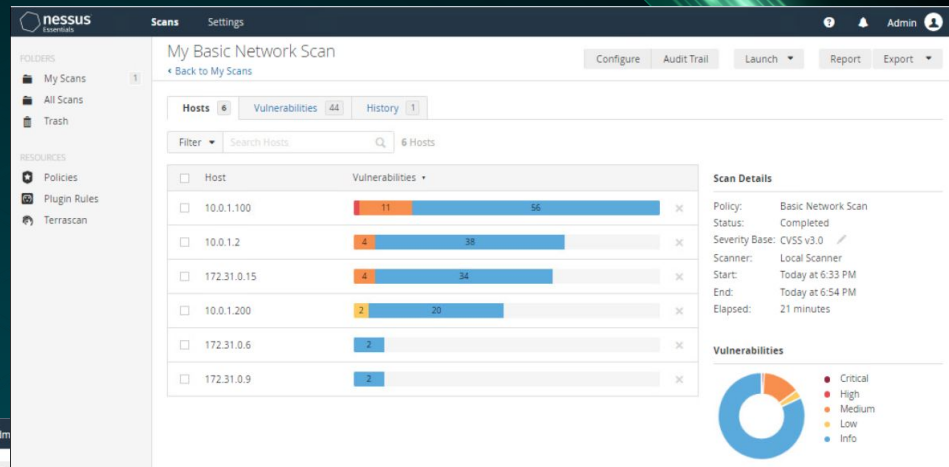 nessus
Essentials
Scans Settings
Admin
FOLDERS
My Scans 1
All Scans
Trash
RESOURCES
Policies
Plugin Rules
Terrascan
My Basic Network Scan
Back to My Scans
Configure Audit Trail Launch Report Export
Hosts 6 Vulnerabilities 44 History 1
Filter Search Hosts 6 Hosts
Host Vulnerabilities
10.0.1.100 11 56
10.0.1.2 4 38
172.31.0.15 4 34
10.0.1.200 2 20
172.31.0.6 2
172.31.0.9 2
Scan Details
Policy: Basic Network Scan
Status: Completed
Severity Base: CVSS v3.0
Scanner: Local Scanner
Start: Today at 6:33 PM
End: Today at 6:54 PM
Elapsed: 21 minutes
Vulnerabilities
Critical
High
Medium
Low
Info